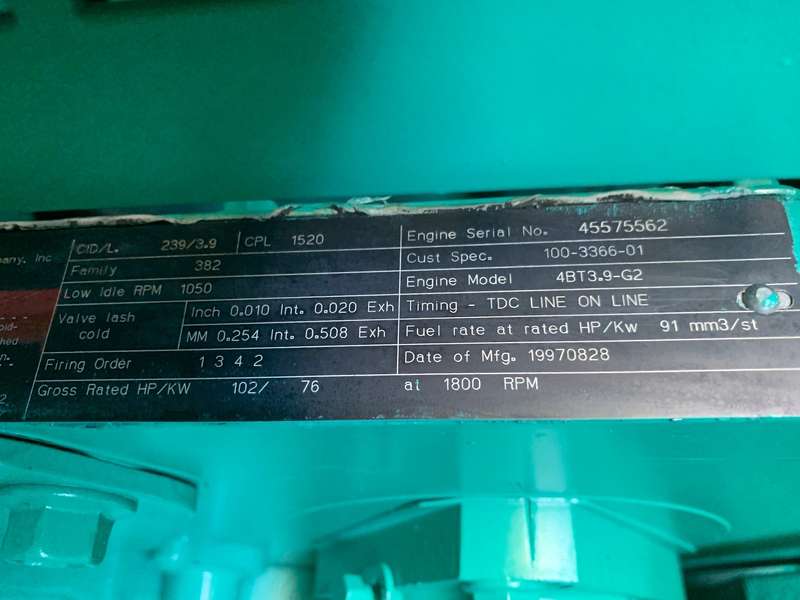 CID/L. 239/3.9 CPL 1520 Engine Serial No. 45575562
any, Inc Family 382 Cust Spec. 100-3366-01
Low Idle RPM 1050 Engine Model 4BT3.9-G2
Valve lash cold Inch 0.010 Int. 0.020 Exh Timing - TDC LINE ON LINE
MM 0.254 Int. 0.508 Exh Fuel rate at rated HP/Kw 91 mm3/st
Firing Order 1 3 4 2 Date of Mfg. 19970828
Gross Rated HP/KW 102/ 76 at 1800 RPM